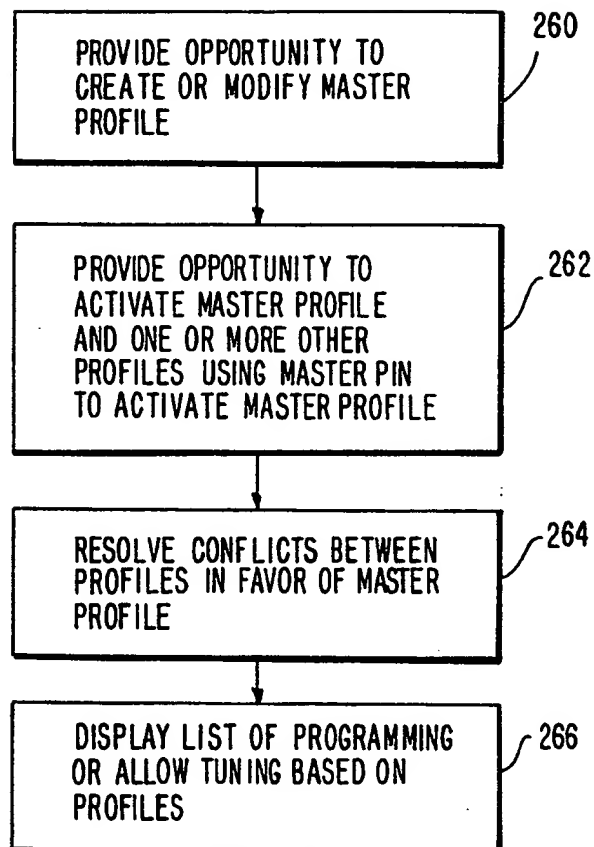 PROVIDE OPPORTUNITY TO
CREATE OR MODIFY MASTER
PROFILE
260
PROVIDE OPPORTUNITY TO
ACTIVATE MASTER PROFILE
AND ONE OR MORE OTHER
PROFILES USING MASTER PIN
TO ACTIVATE MASTER PROFILE
262
RESOLVE CONFLICTS BETWEEN
PROFILES IN FAVOR OF MASTER
PROFILE
264
DISPLAY LIST OF PROGRAMMING
OR ALLOW TUNING BASED ON
PROFILES
266